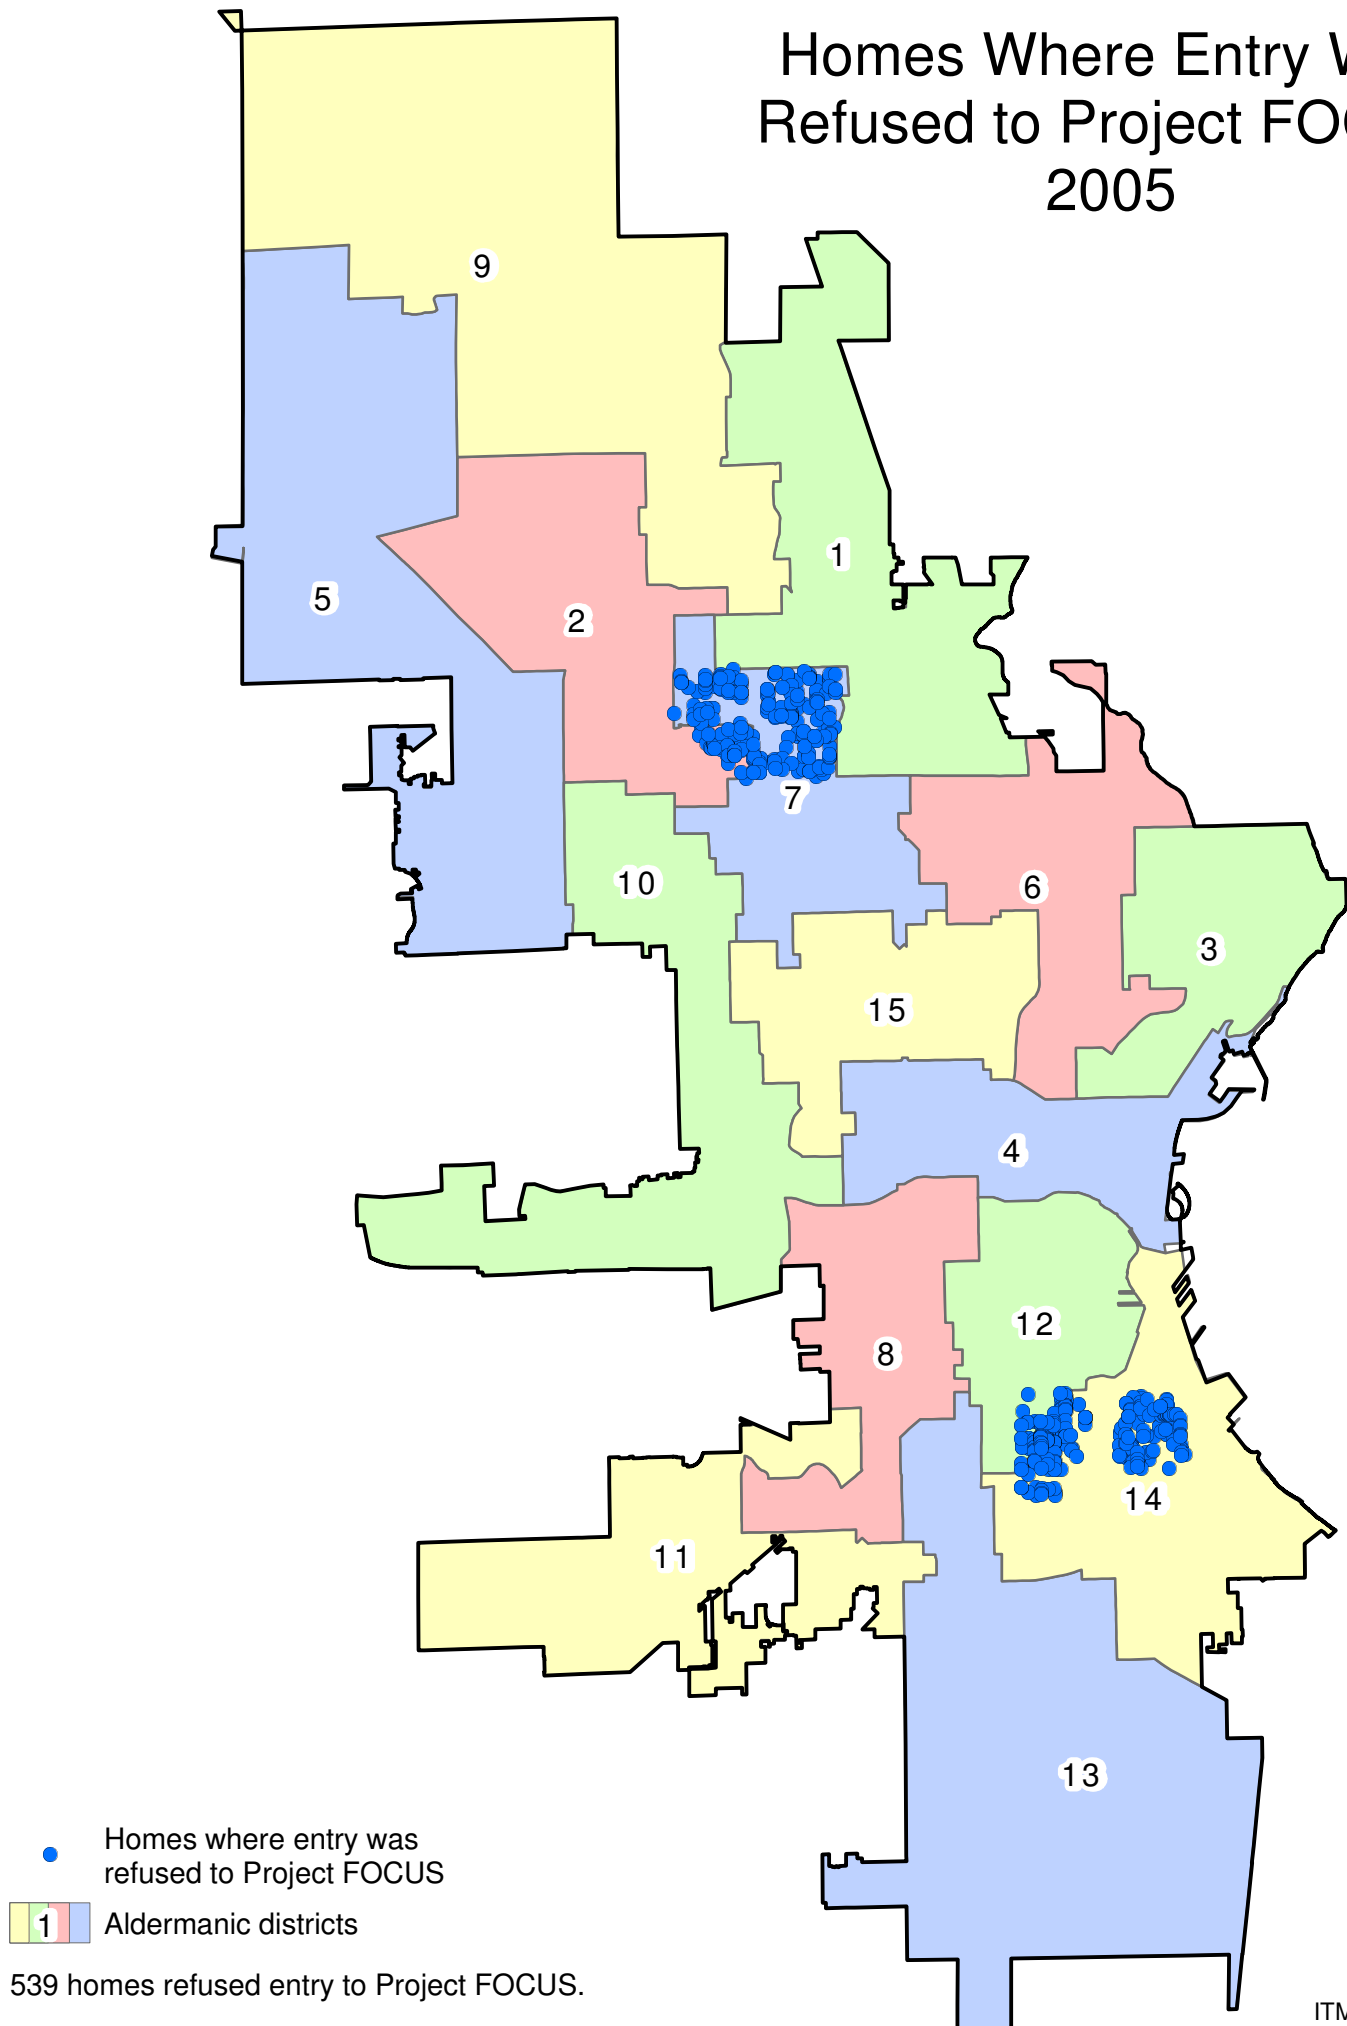 Homes Where Entry W
Refused to Project FOC
2005
9
1
5
2
7
10
6
3
15
4
12
8
14
11
13
Homes where entry was
refused to Project FOCUS
1 Aldermanic districts
539 homes refused entry to Project FOCUS.
ITM